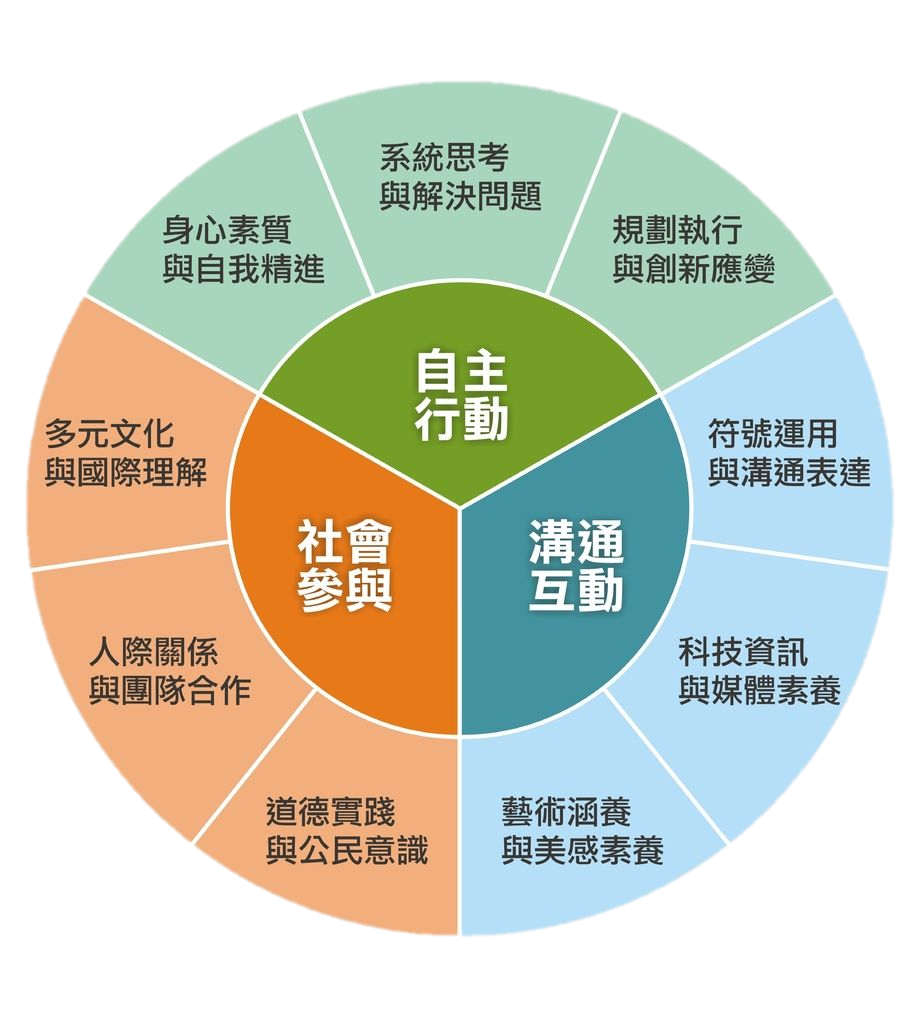 自主
行動
溝通
互動
社會
參與
身心素質
與自我精進
系統思考
與解決問題
規劃執行
與創新應變
符號運用
與溝通表達
科技資訊
與媒體素養
藝術涵養
與美感素養
道德實踐
與公民意識
人際關係
與團隊合作
多元文化
與國際理解